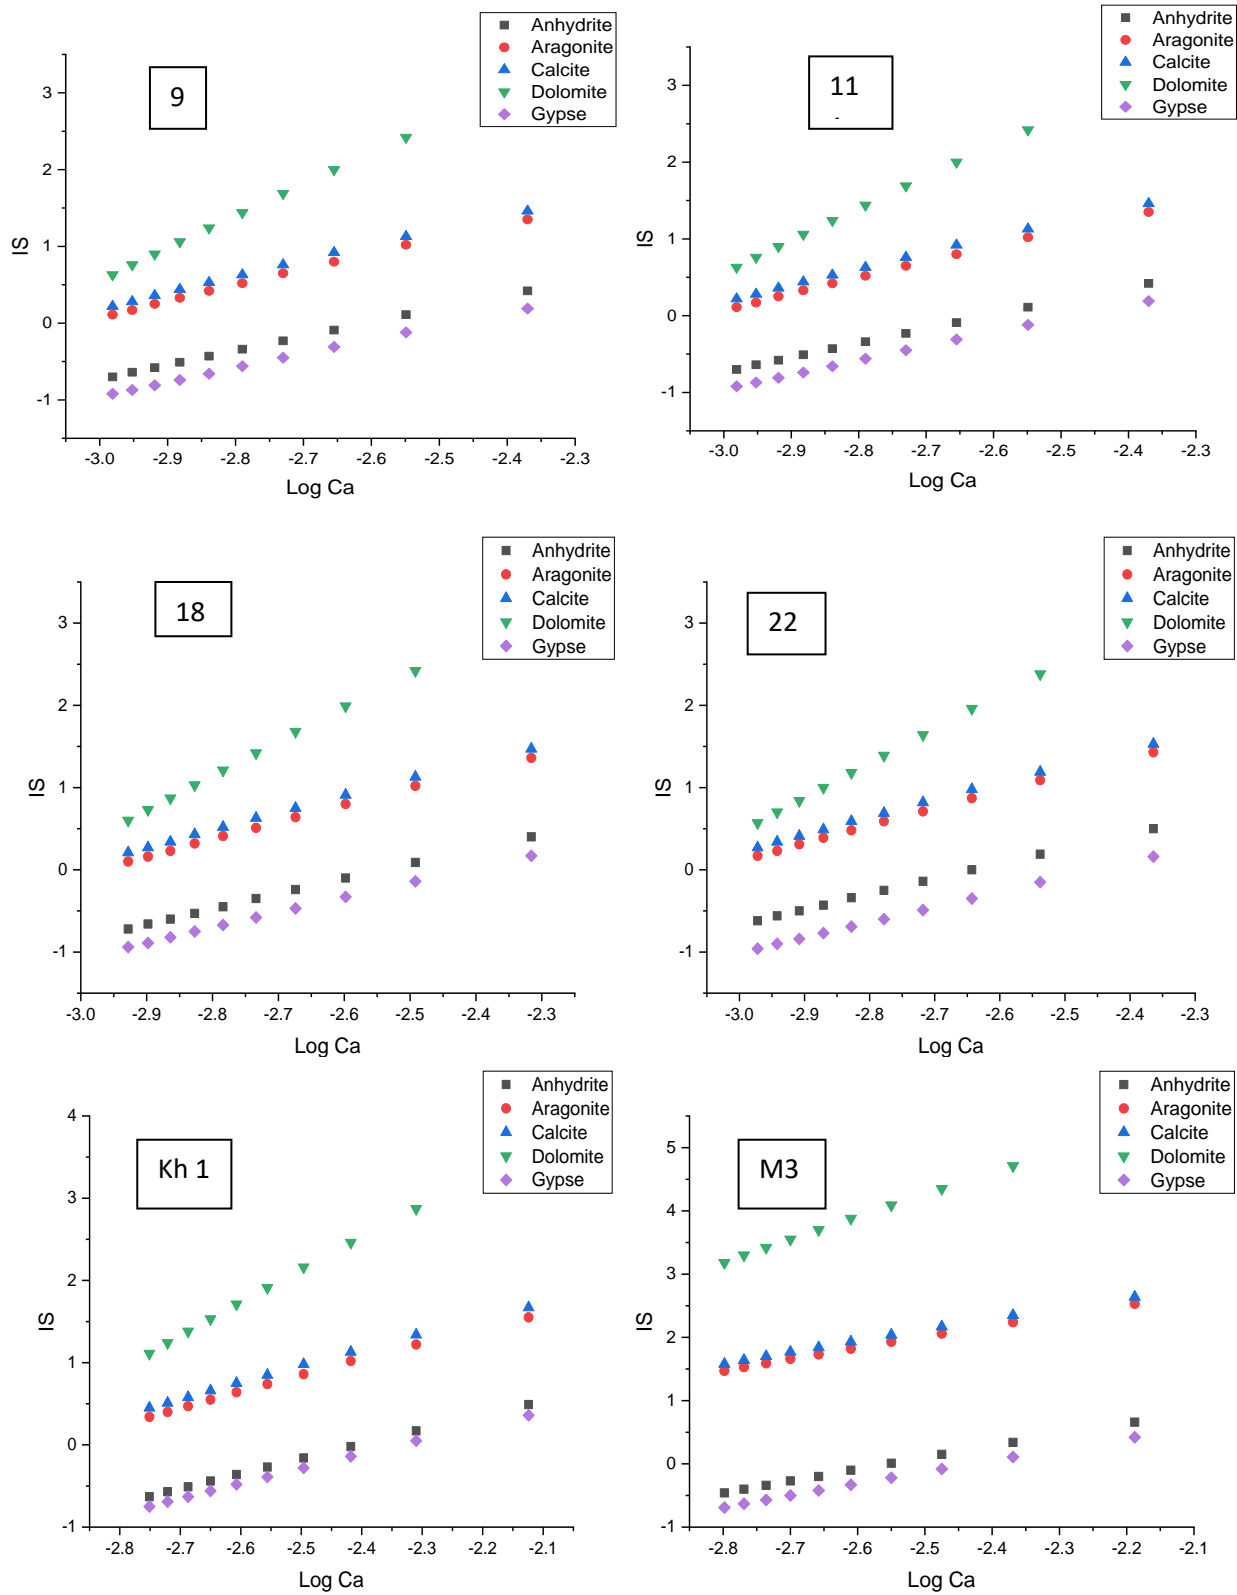 Anhydrite
Aragonite
Calcite
Dolomite
Gypse
9
3
2
1
0
-1
IS
-3.0 -2.9 -2.8 -2.7 -2.6 -2.5 -2.4 -2.3
Log Ca
Anhydrite
Aragonite
Calcite
Dolomite
Gypse
11
3
2
1
0
-1
IS
-3.0 -2.9 -2.8 -2.7 -2.6 -2.5 -2.4 -2.3
Log Ca
Anhydrite
Aragonite
Calcite
Dolomite
Gypse
18
3
2
1
0
-1
IS
-3.0 -2.9 -2.8 -2.7 -2.6 -2.5 -2.4 -2.3
Log Ca
Anhydrite
Aragonite
Calcite
Dolomite
Gypse
22
3
2
1
0
-1
IS
-3.0 -2.9 -2.8 -2.7 -2.6 -2.5 -2.4 -2.3
Log Ca
Anhydrite
Aragonite
Calcite
Dolomite
Gypse
Kh 1
4
3
2
1
0
-1
IS
-2.8 -2.7 -2.6 -2.5 -2.4 -2.3 -2.2 -2.1
Log Ca
Anhydrite
Aragonite
Calcite
Dolomite
Gypse
M3
5
4
3
2
1
0
-1
IS
-2.8 -2.7 -2.6 -2.5 -2.4 -2.3 -2.2 -2.1
Log Ca